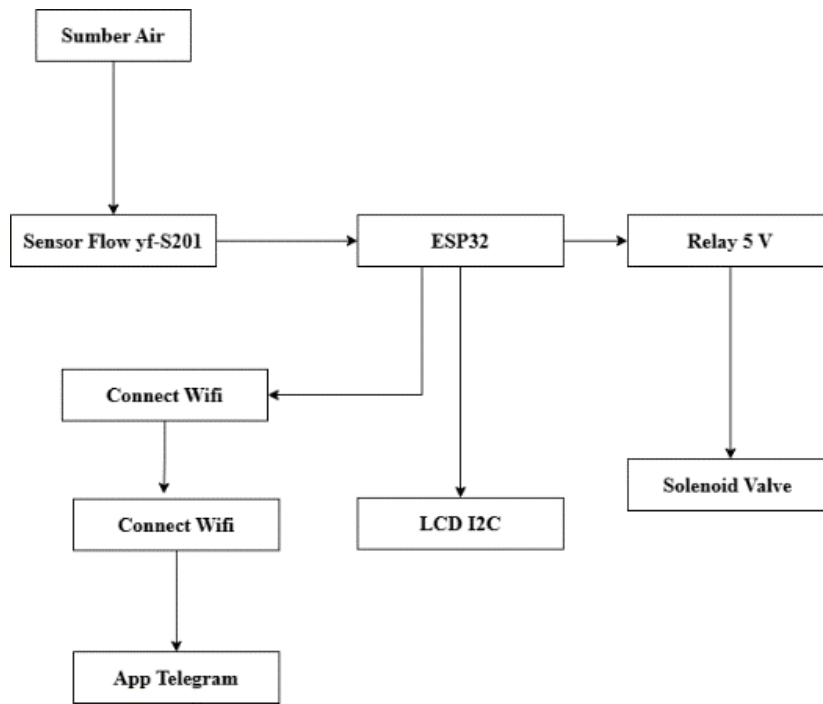 Sumber Air
Sensor Flow yf-S201
ESP32
Relay 5 V
Connect Wifi
Solenoid Valve
Connect Wifi
LCD I2C
App Telegram